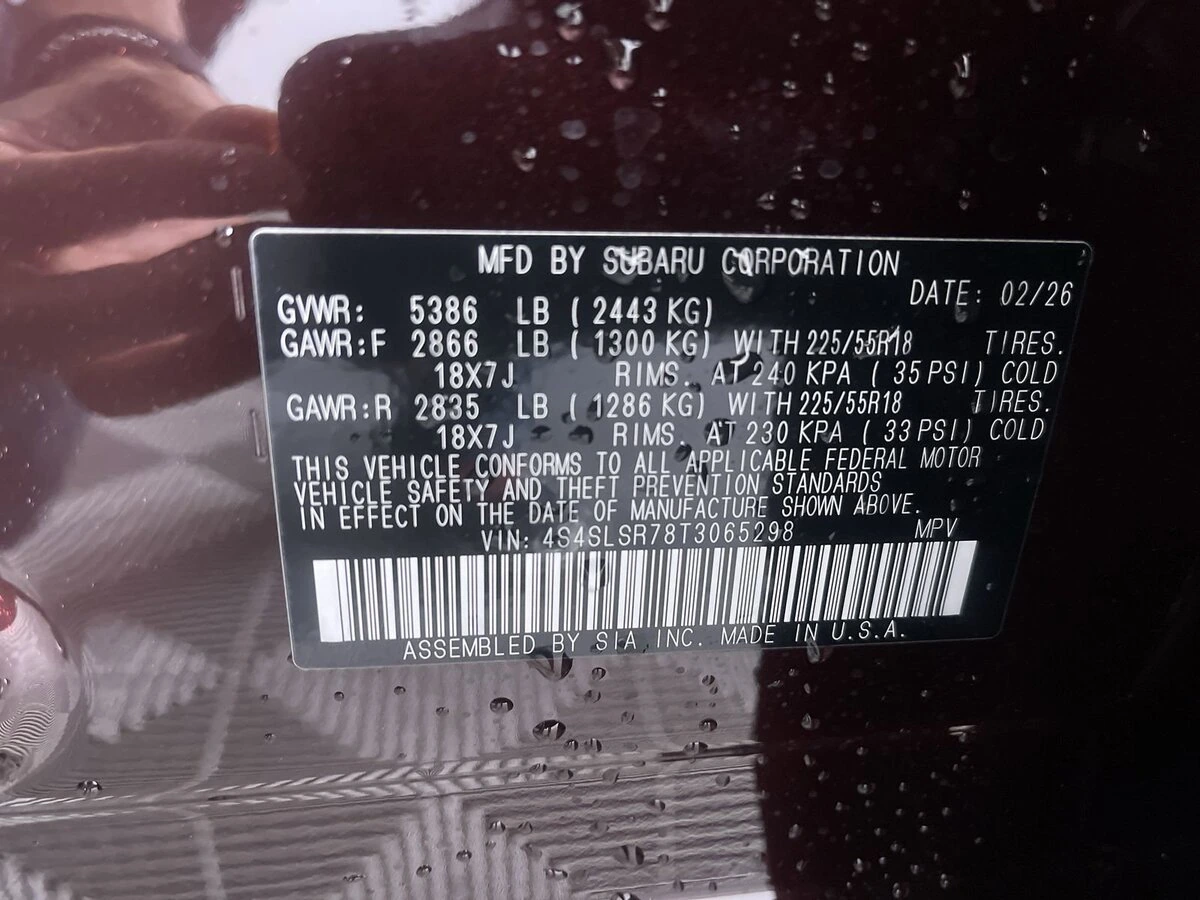 MFD BY SUBARU CORPORATION
DATE: 02/26
GVWR: 5386 LB ( 2443 KG)
GAWR:F 2866 LB ( 1300 KG) WITH 225/55R18 TIRES.
18X7J RIMS. AT 240 KPA ( 35 PSI) COLD
GAWR:R 2835 LB ( 1286 KG) WITH 225/55R18 TIRES.
18X7J RIMS. AT 230 KPA ( 33 PSI) COLD
THIS VEHICLE CONFORMS TO ALL APPLICABLE FEDERAL MOTOR
VEHICLE SAFETY AND THEFT PREVENTION STANDARDS
IN EFFECT ON THE DATE OF MANUFACTURE SHOWN ABOVE.
VIN: 4S4SLSR78T3065298 MPV
ASSEMBLED BY SIA,INC. MADE IN U.S.A.